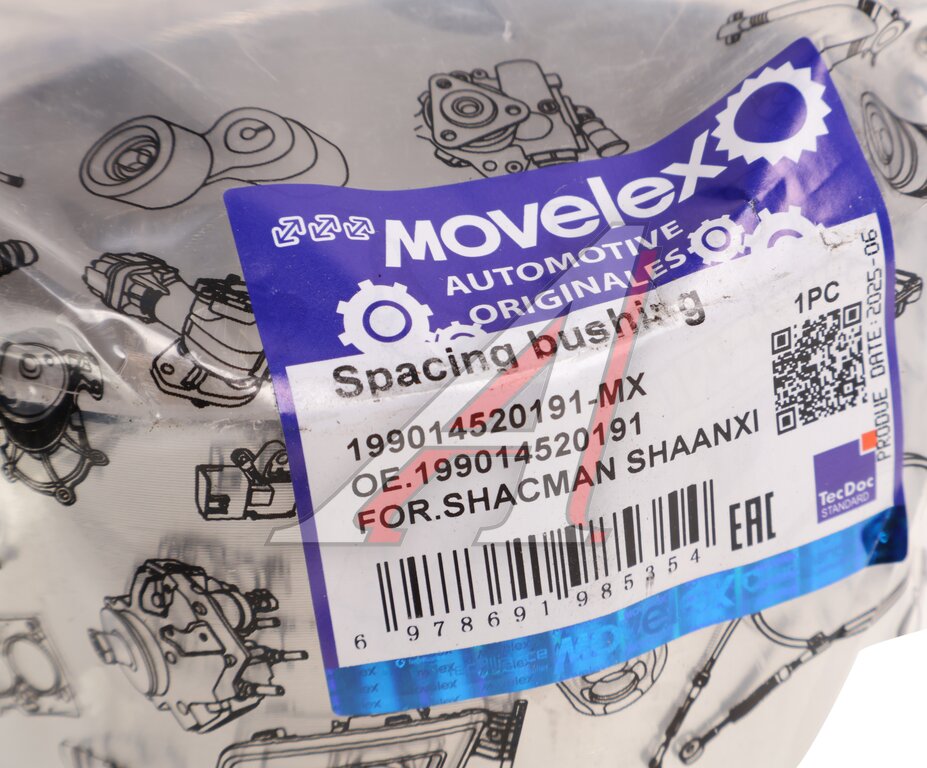 MOVELEX
AUTOMOTIVE
ORIGINALES
Spacing bushing
1PC
199014520191-MX
OE.199014520191
FOR.SHACMAN SHAANXI
PRODUE DATE:2025-06
TecDoc
STANDARD
EAC
6 978691 985354
Movelex